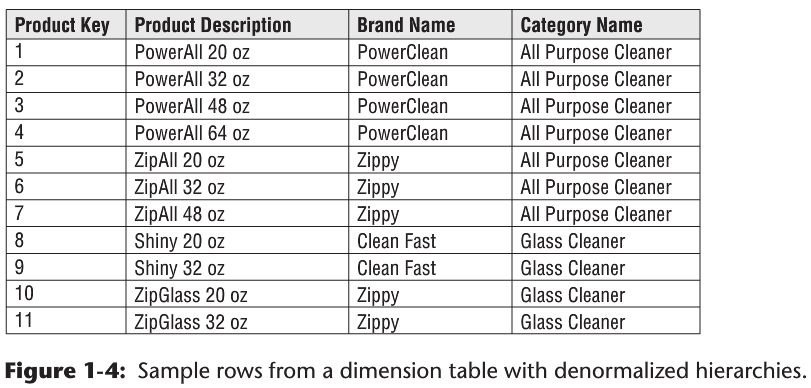 Product Key Product Description Brand Name Category Name
1 PowerAll 20 oz PowerClean All Purpose Cleaner
2 PowerAll 32 oz PowerClean All Purpose Cleaner
3 PowerAll 48 oz PowerClean All Purpose Cleaner
4 PowerAll 64 oz PowerClean All Purpose Cleaner
5 ZipAll 20 oz Zippy All Purpose Cleaner
6 ZipAll 32 oz Zippy All Purpose Cleaner
7 ZipAll 48 oz Zippy All Purpose Cleaner
8 Shiny 20 oz Clean Fast Glass Cleaner
9 Shiny 32 oz Clean Fast Glass Cleaner
10 ZipGlass 20 oz Zippy Glass Cleaner
11 ZipGlass 32 oz Zippy Glass Cleaner
Figure 1-4: Sample rows from a dimension table with denormalized hierarchies.